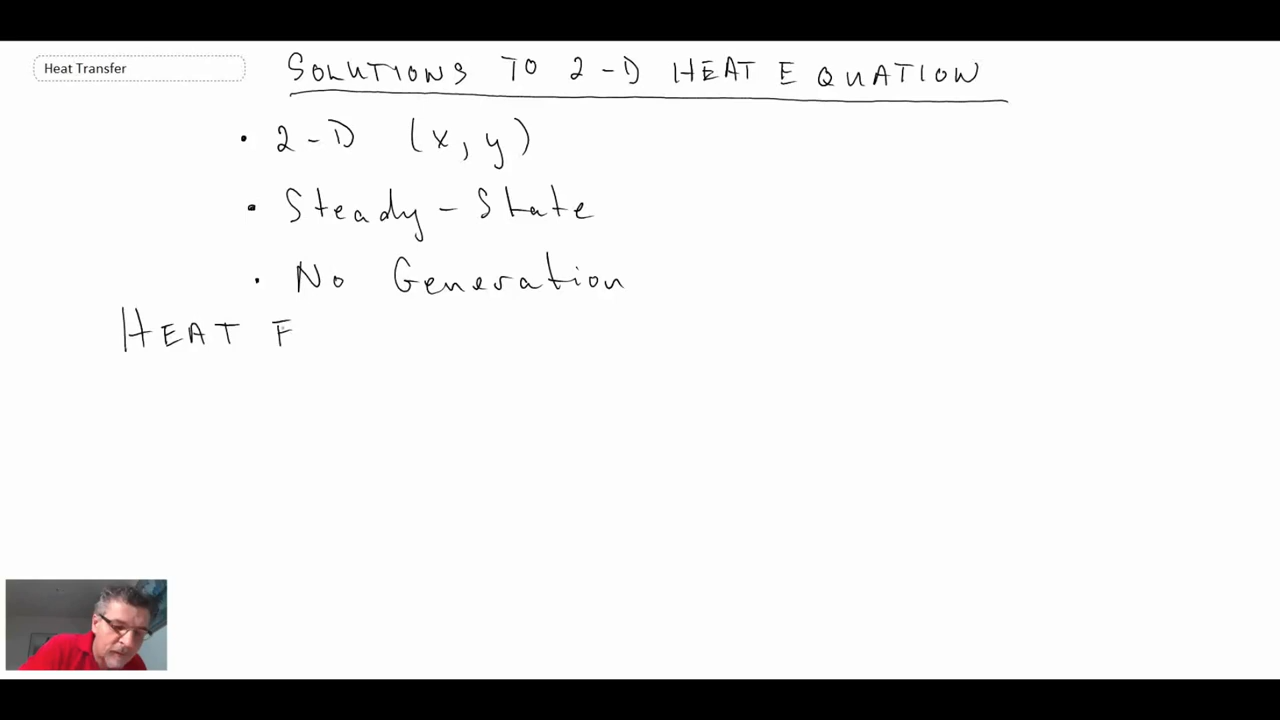 Heat Transfer
SOLUTIONS TO 2-D HEAT EQUATION
• 2-D (x, y)
• Steady-State
• No Generation
HEAT F